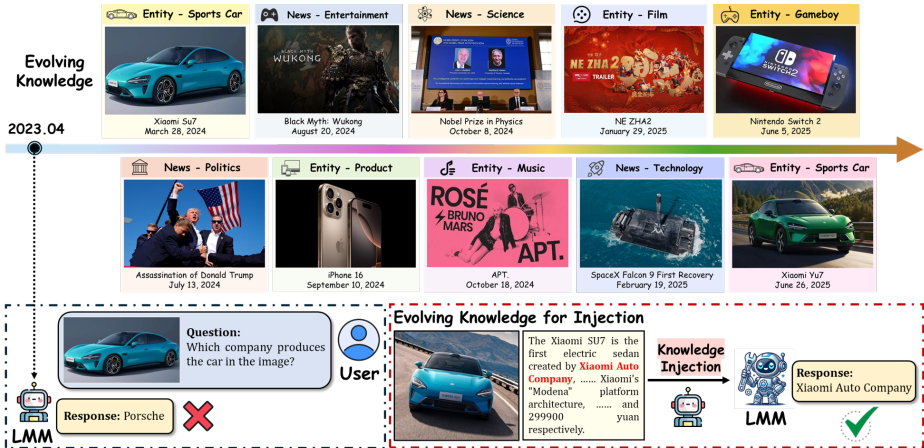 Evolving
Knowledge
2023.04
Entity - Sports Car
Xiaomi Su7
March 28, 2024
News - Entertainment
BLACK MYTH
WUKONG
Black Myth: Wukong
August 20, 2024
News - Science
Nobel Prize in Physics
October 8, 2024
Entity - Film
NE ZHA2
TRAILER
NE ZHA2
January 29, 2025
Entity - Gameboy
NINTENDO
SWITCH2
Nintendo Switch 2
June 5, 2025
News - Politics
Assassination of Donald Trump
July 13, 2024
Entity - Product
iPhone 16
September 10, 2024
Entity - Music
ROSÉ
BRUNO
MARS
APT.
APT.
October 18, 2024
News - Technology
SpaceX Falcon 9 First Recovery
February 19, 2025
Entity - Sports Car
Xiaomi Yu7
June 26, 2025
Question:
Which company produces
the car in the image?
User
LMM
Response: Porsche
Evolving Knowledge for Injection
The Xiaomi SU7 is the
first electric sedan
created by Xiaomi Auto
Company, ...... Xiaomi's
"Modena" platform
architecture, ...... and
299900 yuan
respectively.
Knowledge
Injection
LMM
Response:
Xiaomi Auto Company